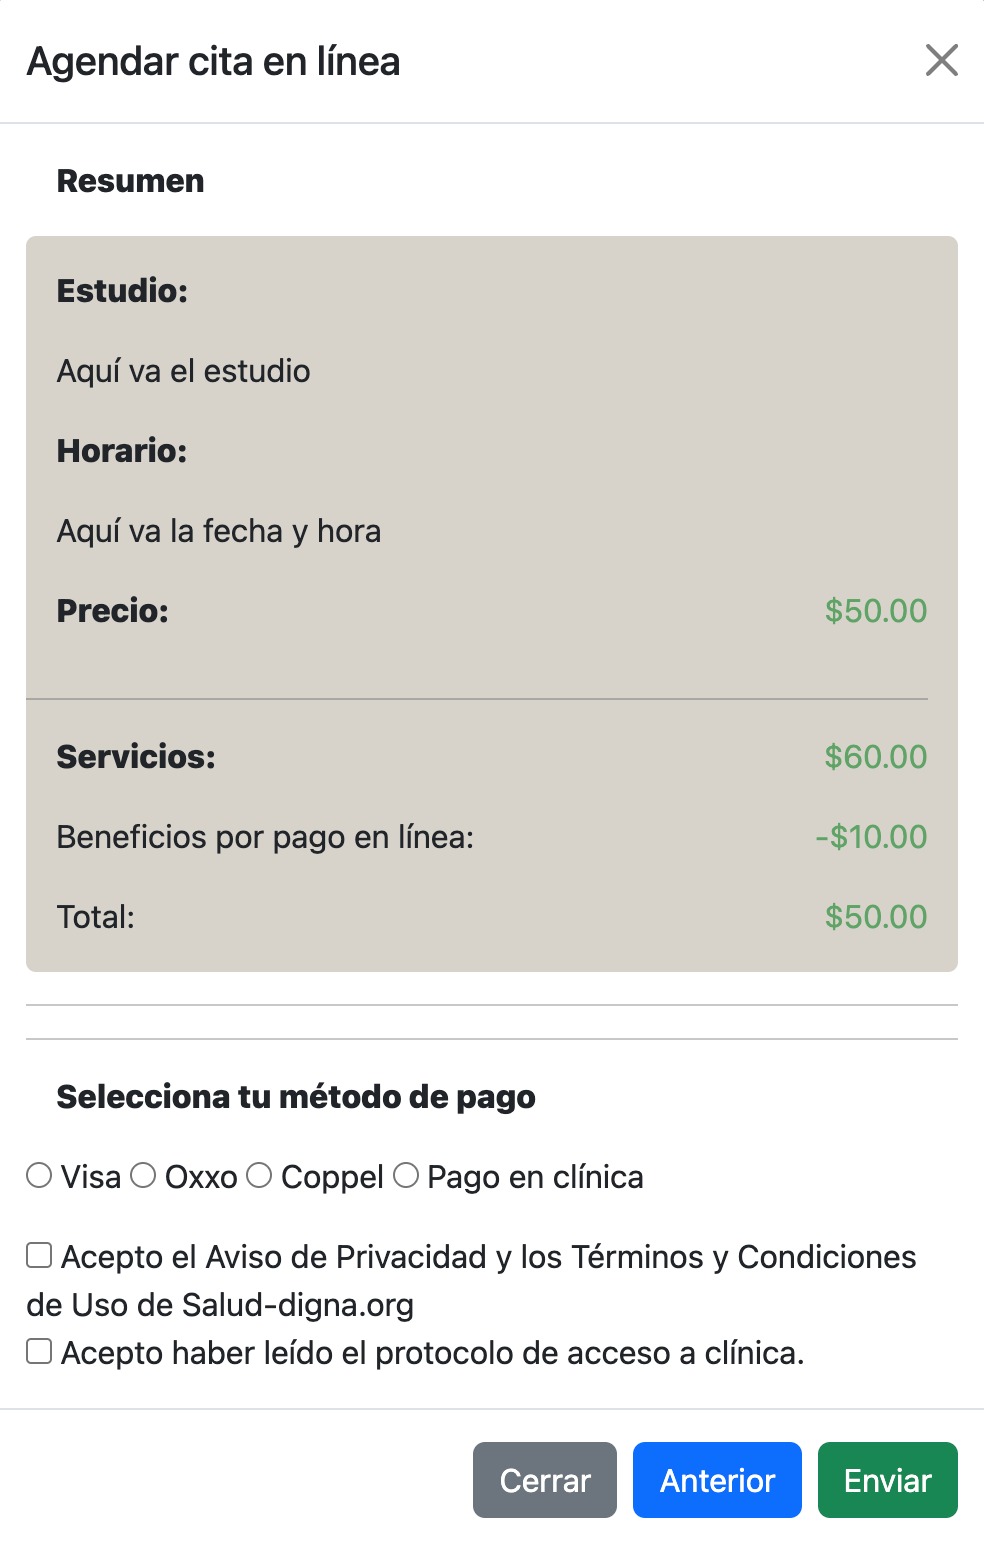 Agendar cita en línea
Resumen
Estudio:
Aquí va el estudio
Horario:
Aquí va la fecha y hora
Precio: $50.00
Servicios: $60.00
Beneficios por pago en línea: -$10.00
Total: $50.00
Selecciona tu método de pago
Visa Oxxo Coppel Pago en clínica
Acepto el Aviso de Privacidad y los Términos y Condiciones
de Uso de Salud-digna.org
Acepto haber leído el protocolo de acceso a clínica.
Cerrar Anterior Enviar